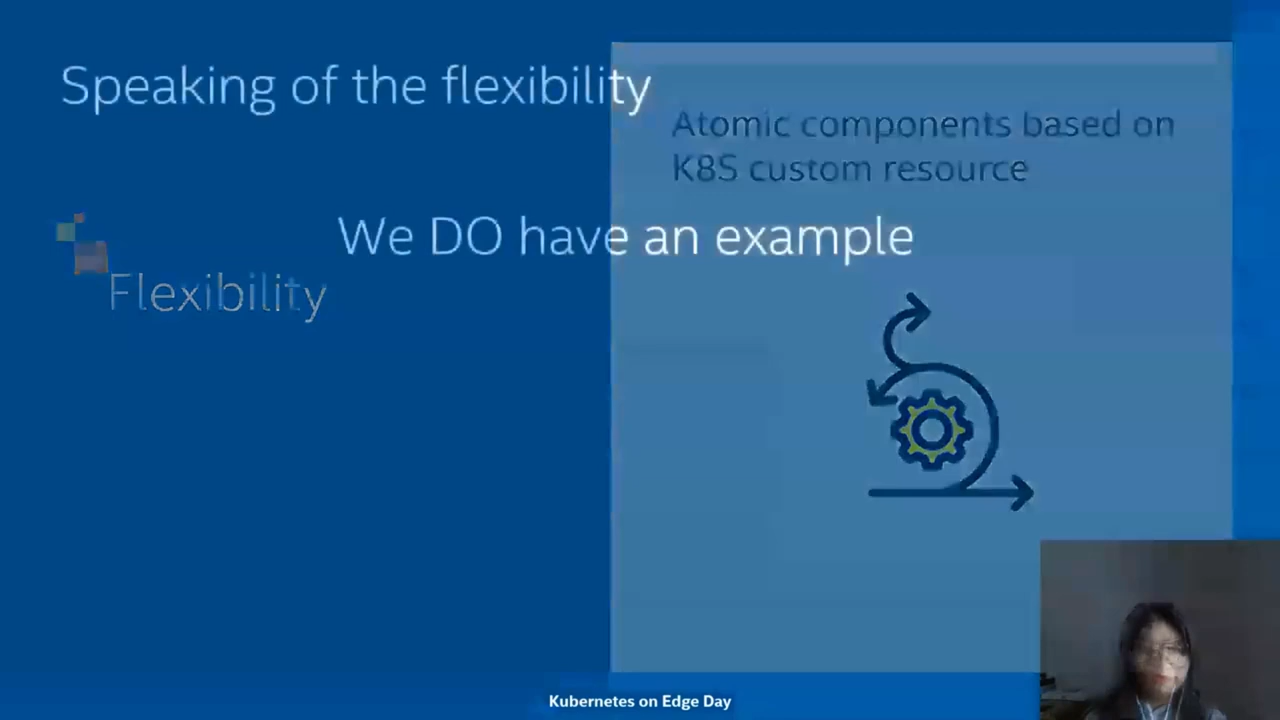 Speaking of the flexibility
Atomic components based on
K8S custom resource
We DO have an example
Flexibility
Kubernetes on Edge Day